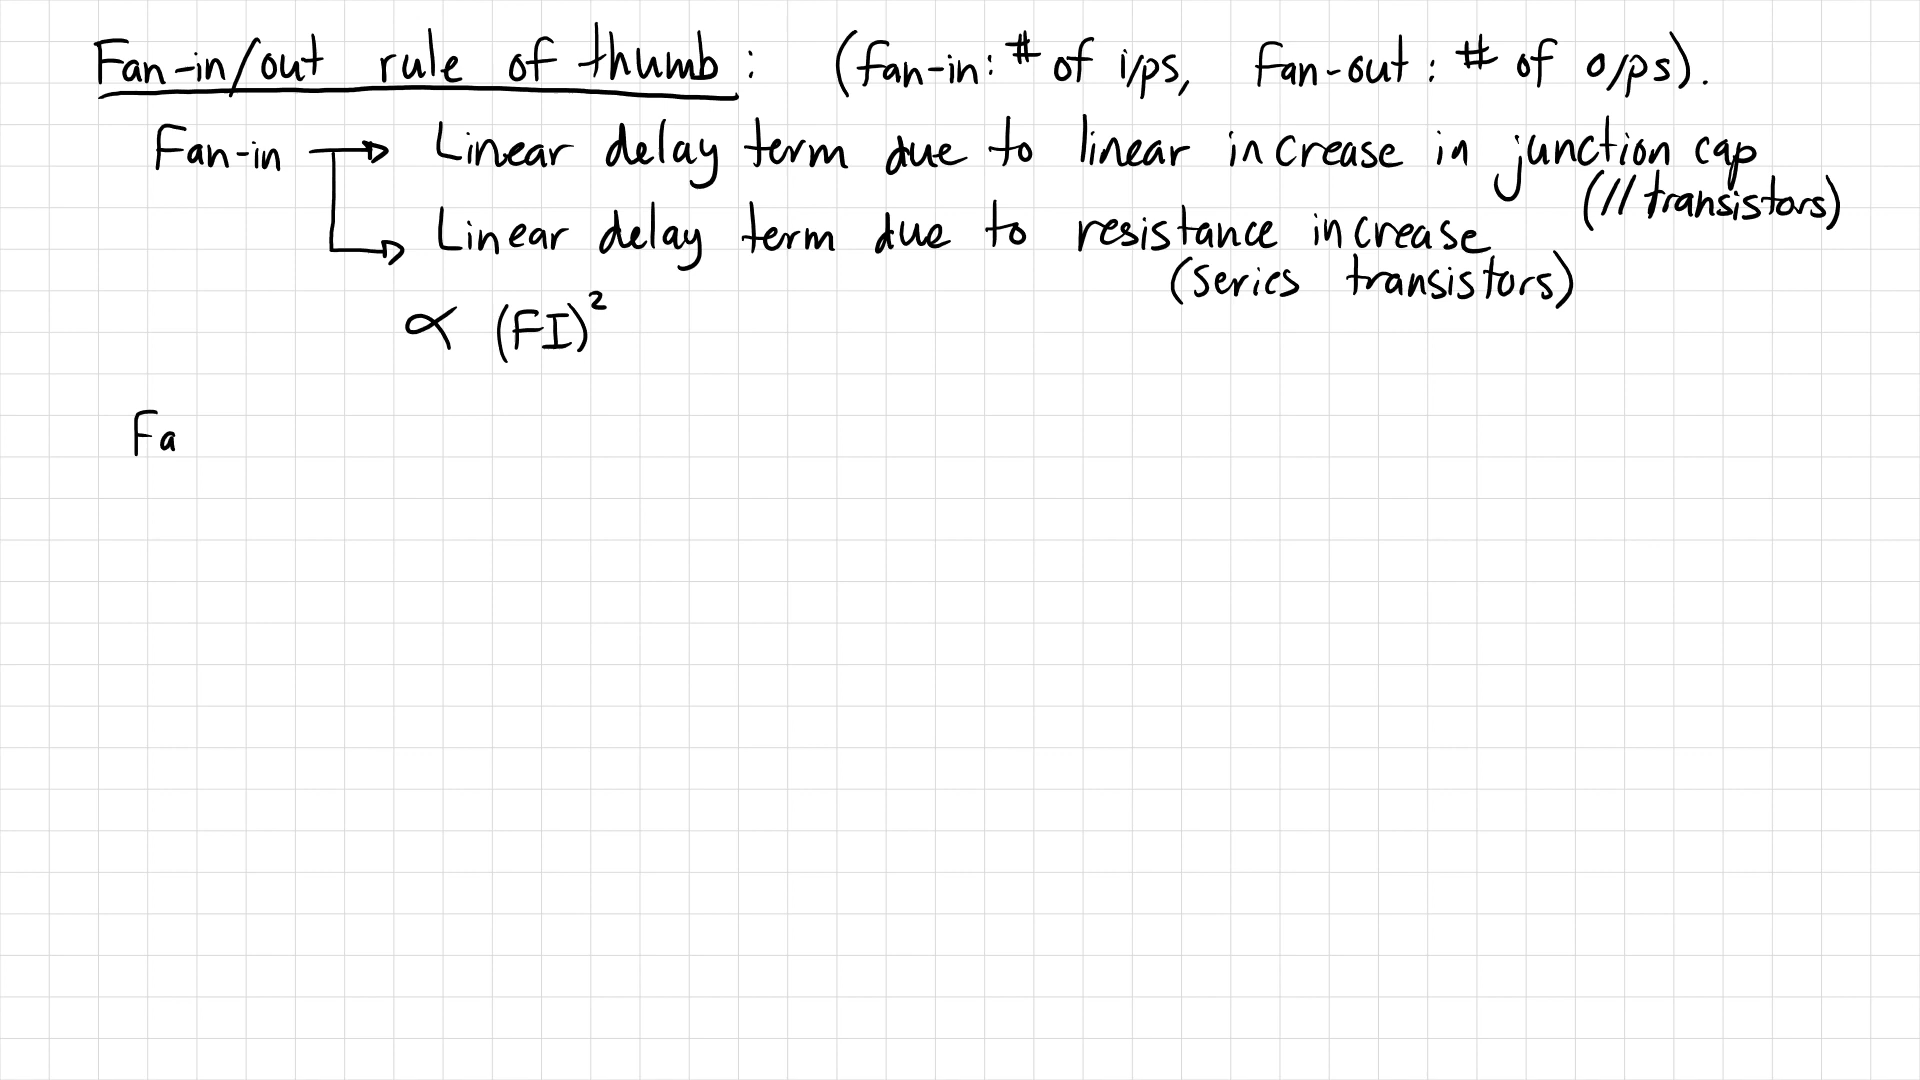 Fan-in/out rule of thumb: (fan-in: # of i/ps, Fan-out: # of o/ps).
Fan-in → Linear delay term due to linear increase in junction cap
(// transistors)
→ Linear delay term due to resistance increase
(series transistors)
∝ (FI)²
Fa